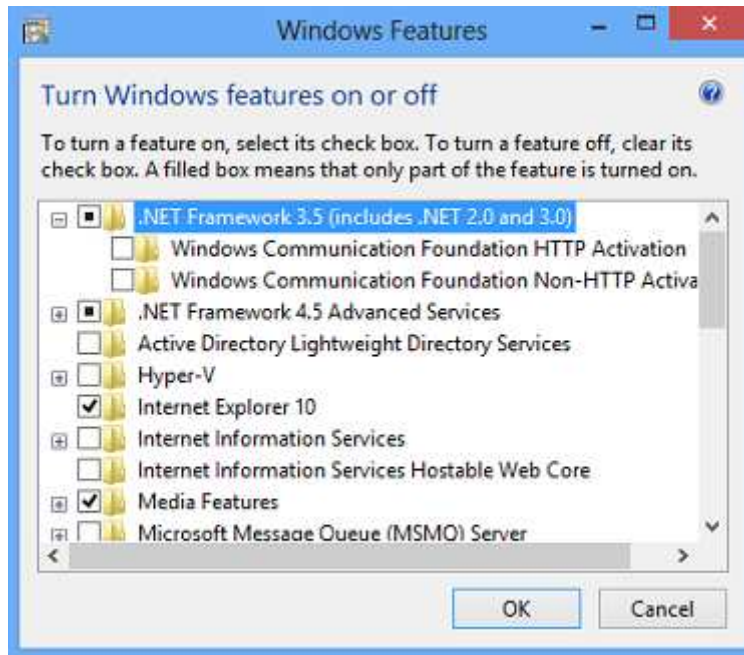 Windows Features
Turn Windows features on or off
To turn a feature on, select its check box. To turn a feature off, clear its
check box. A filled box means that only part of the feature is turned on.
.NET Framework 3.5 (includes .NET 2.0 and 3.0)
Windows Communication Foundation HTTP Activation
Windows Communication Foundation Non-HTTP Activa
.NET Framework 4.5 Advanced Services
Active Directory Lightweight Directory Services
Hyper-V
Internet Explorer 10
Internet Information Services
Internet Information Services Hostable Web Core
Media Features
Microsoft Message Queue (MSMQ) Server
OK
Cancel